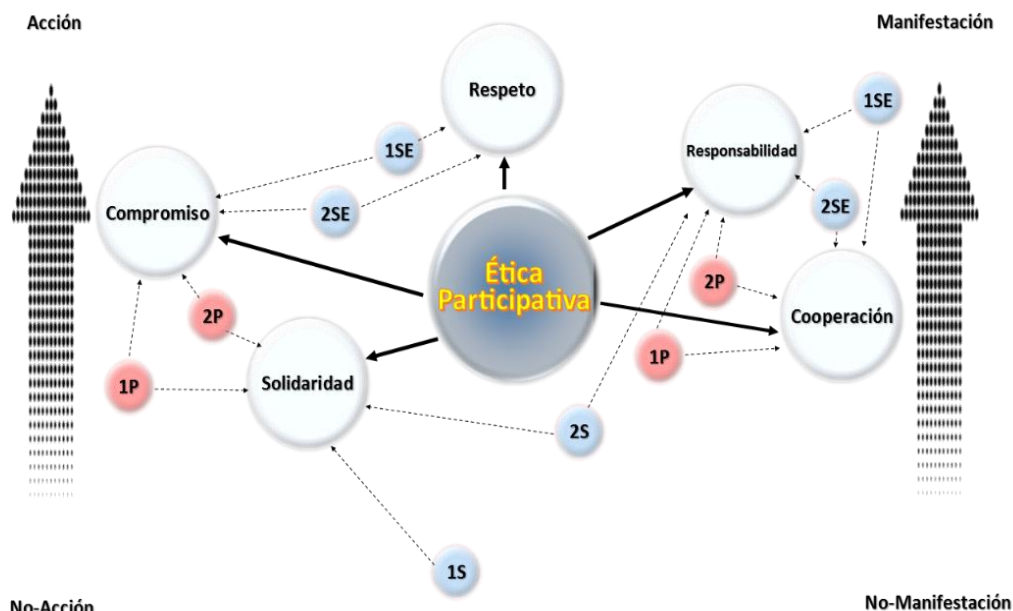 Acción
Manifestación
Respeto
1SE
Responsabilidad
1SE
Compromiso
2SE
2SE
Ética
Participativa
2P
Cooperación
2P
1P
Solidaridad
1P
2S
1S
No-Acción
No-Manifestación